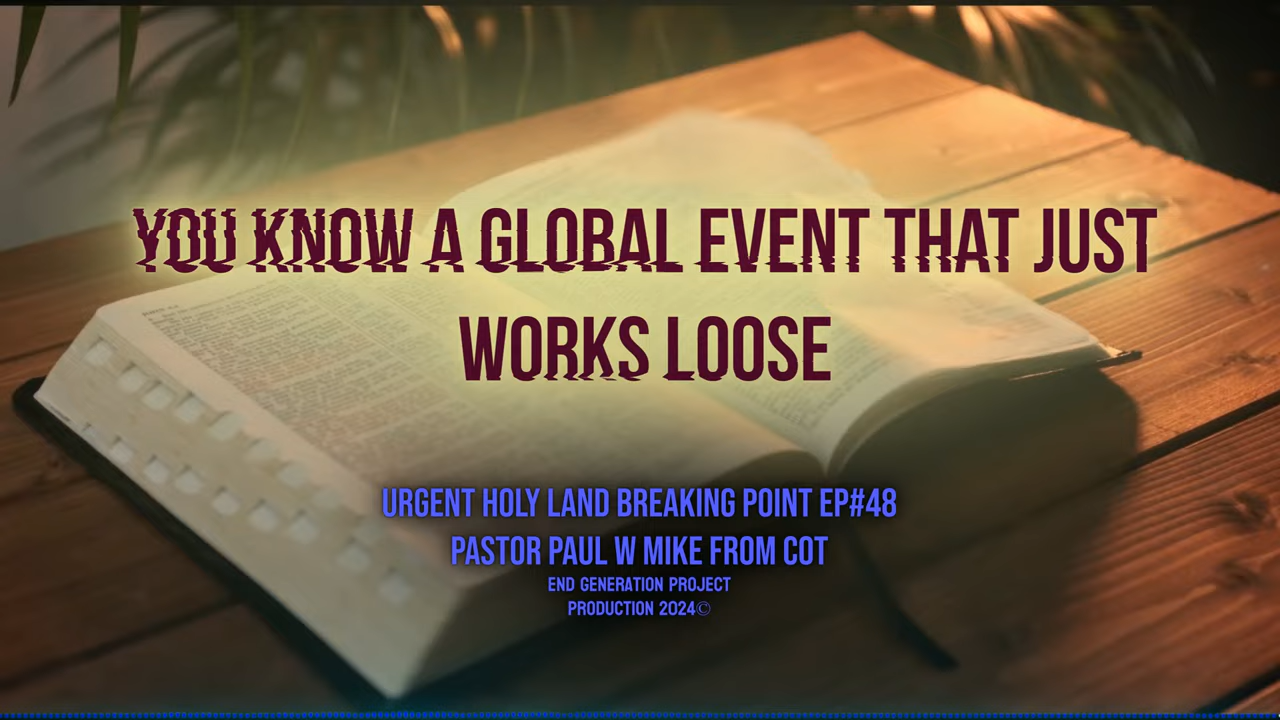 YOU KNOW A GLOBAL EVENT THAT JUST
WORKS LOOSE
URGENT HOLY LAND BREAKING POINT EP#48
PASTOR PAUL W MIKE FROM COT
END GENERATION PROJECT
PRODUCTION 2024©